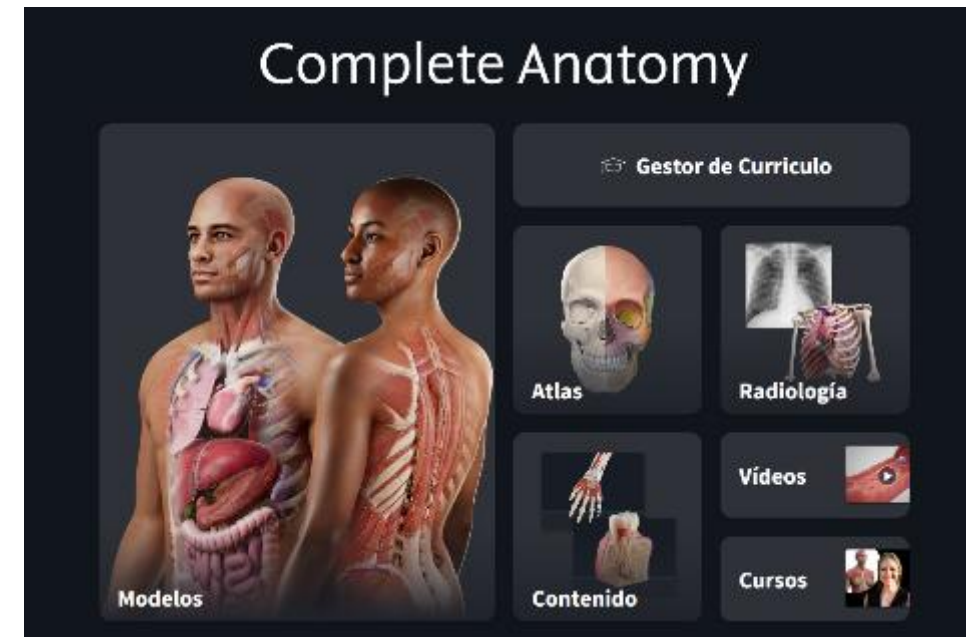 Complete Anatomy
Gestor de Curriculo
Atlas
Radiología
Modelos
Contenido
Vídeos
Cursos